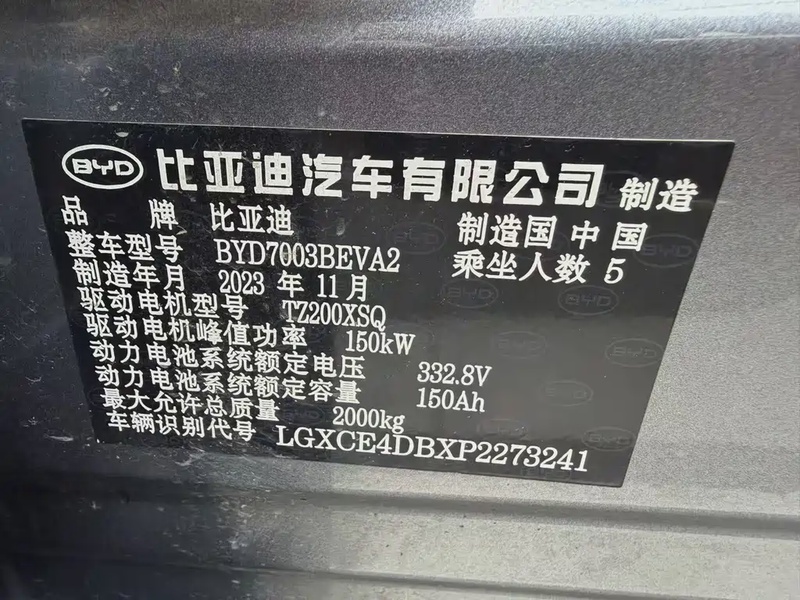 BYD 比亚迪汽车有限公司 制造
品 牌 比亚迪 制造国 中国
整车型号 BYD7003BEVA2 乘坐人数 5
制造年月 2023 年 11 月
驱动电机型号 TZ200XSQ
驱动电机峰值功率 150kW
动力电池系统额定电压 332.8V
动力电池系统额定容量 150Ah
最大允许总质量 2000kg
车辆识别代号 LGXCE4DBXP2273241